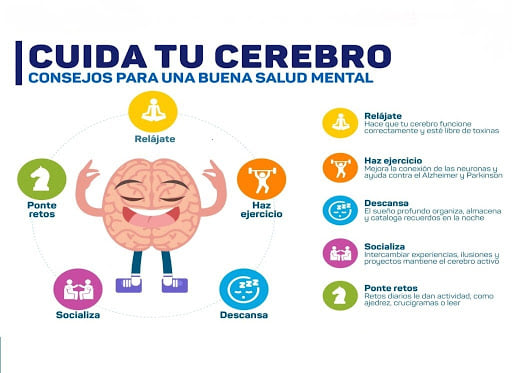 CUIDA TU CEREBRO
CONSEJOS PARA UNA BUENA SALUD MENTAL
Relájate
Ponte
retos
Haz
ejercicio
Socializa
Descansa
Relájate
Hace que tu cerebro funcione
correctamente y esté libre de toxinas
Haz ejercicio
Mejora la conexión de las neuronas y
ayuda contra el Alzheimer y Parkinson
Descansa
El sueño profundo organiza, almacena
y cataloga recuerdos en la noche
Socializa
Intercambiar experiencias, ilusiones y
proyectos mantiene el cerebro activo
Ponte retos
Retos diarios le dan actividad, como
ajedrez, crucigramas o leer